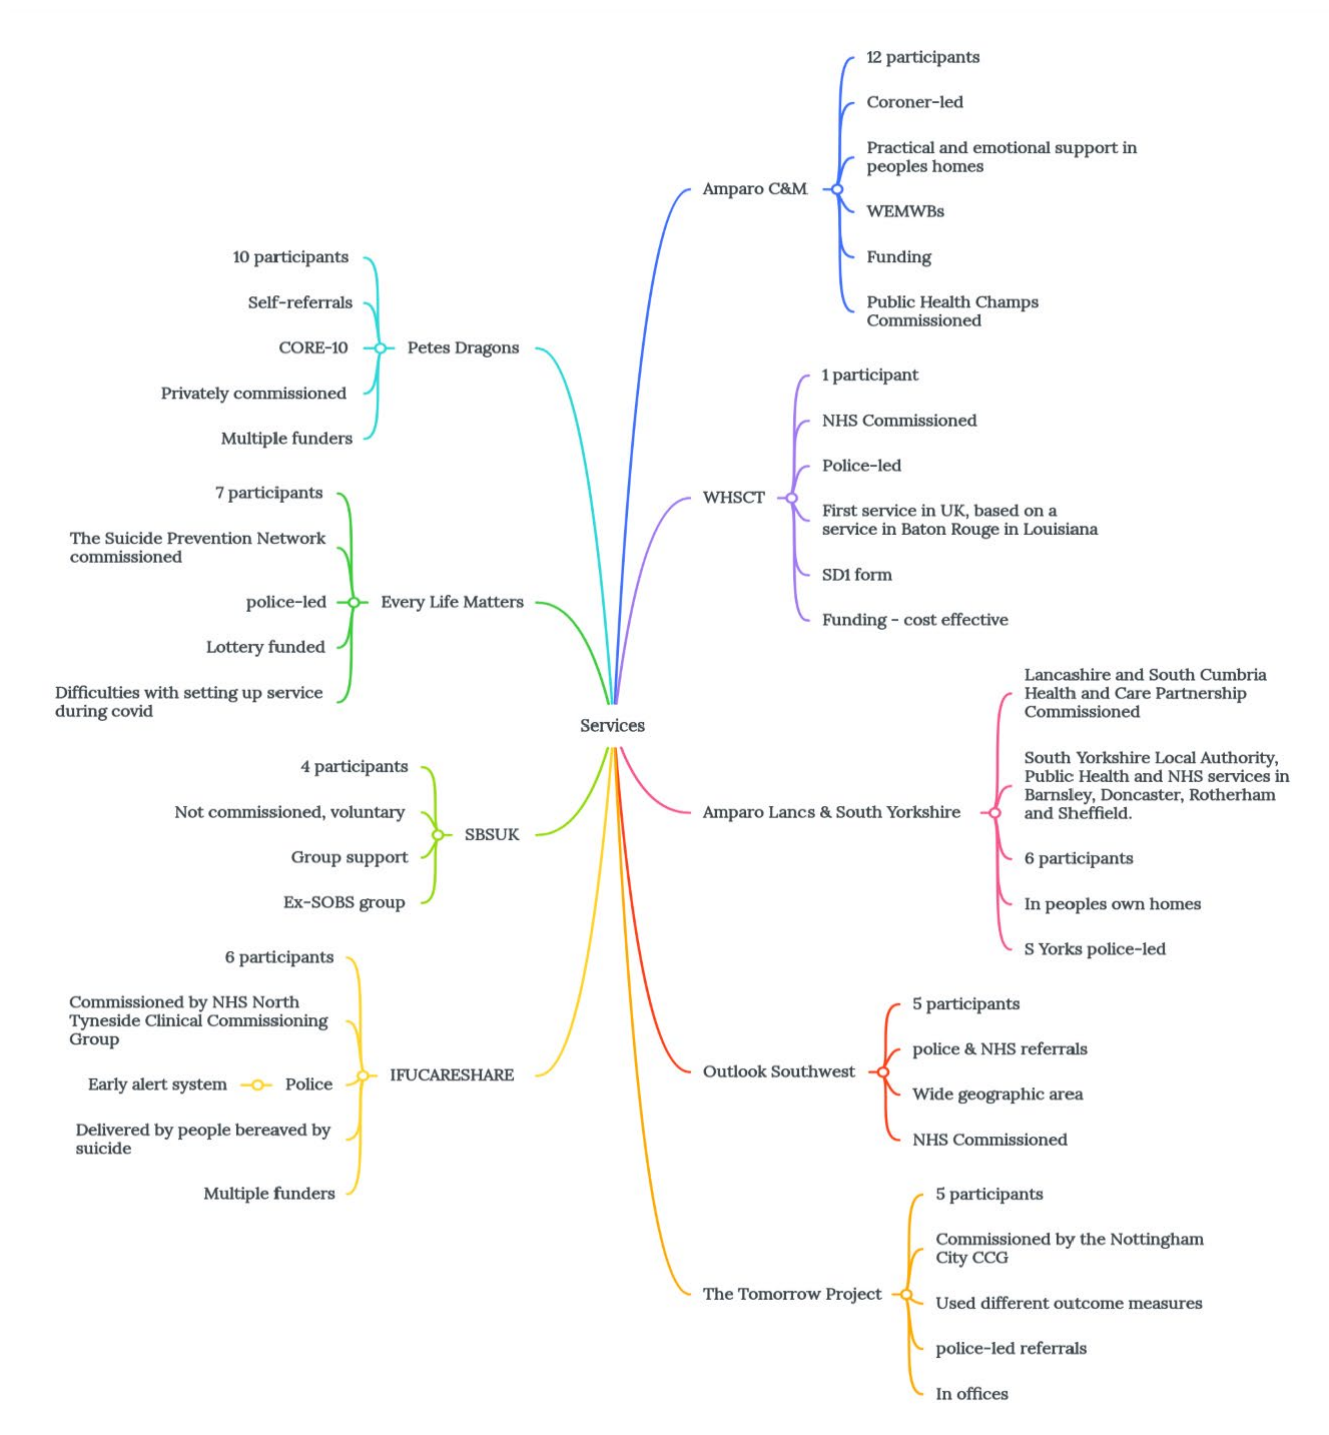 Services
Amparo C&M
12 participants
Coroner-led
Practical and emotional support in
peoples homes
WEMWBs
Funding
Public Health Champs
Commissioned
WHSCT
1 participant
NHS Commissioned
Police-led
First service in UK, based on a
service in Baton Rouge in Louisiana
SD1 form
Funding - cost effective
Amparo Lancs & South Yorkshire
Lancashire and South Cumbria
Health and Care Partnership
Commissioned
South Yorkshire Local Authority,
Public Health and NHS services in
Barnsley, Doncaster, Rotherham
and Sheffield.
6 participants
In peoples own homes
S Yorks police-led
Outlook Southwest
5 participants
police & NHS referrals
Wide geographic area
NHS Commissioned
The Tomorrow Project
5 participants
Commissioned by the Nottingham
City CCG
Used different outcome measures
police-led referrals
In offices
Petes Dragons
10 participants
Self-referrals
CORE-10
Privately commissioned
Multiple funders
Every Life Matters
7 participants
The Suicide Prevention Network
commissioned
police-led
Lottery funded
Difficulties with setting up service
during covid
SBSUK
4 participants
Not commissioned, voluntary
Group support
Ex-SOBS group
IFUCARESHARE
6 participants
Commissioned by NHS North
Tyneside Clinical Commissioning
Group
Police
Early alert system
Delivered by people bereaved by
suicide
Multiple funders